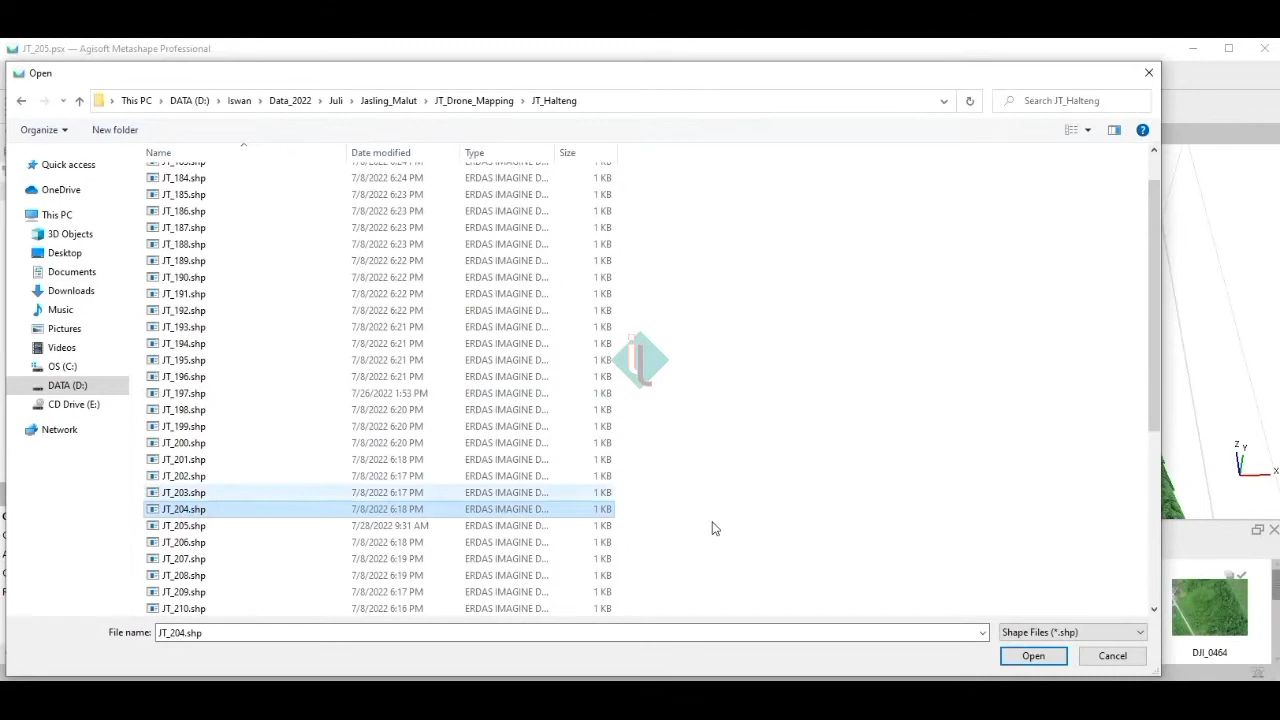 JT_205.psx — Agisoft Metashape Professional
Open
This PC > DATA (D:) > Iswan > Data_2022 > Juli > Jasling_Malut > JT_Drone_Mapping > JT_Halteng
Search JT_Halteng
Organize New folder
Name Date modified Type Size
Quick access
OneDrive
This PC
3D Objects
Desktop
Documents
Downloads
Music
Pictures
Videos
OS (C:)
DATA (D:)
CD Drive (E:)
Network
JT_184.shp 7/8/2022 6:24 PM ERDAS IMAGINE D... 1 KB
JT_185.shp 7/8/2022 6:23 PM ERDAS IMAGINE D... 1 KB
JT_186.shp 7/8/2022 6:23 PM ERDAS IMAGINE D... 1 KB
JT_187.shp 7/8/2022 6:23 PM ERDAS IMAGINE D... 1 KB
JT_188.shp 7/8/2022 6:23 PM ERDAS IMAGINE D... 1 KB
JT_189.shp 7/8/2022 6:22 PM ERDAS IMAGINE D... 1 KB
JT_190.shp 7/8/2022 6:22 PM ERDAS IMAGINE D... 1 KB
JT_191.shp 7/8/2022 6:22 PM ERDAS IMAGINE D... 1 KB
JT_192.shp 7/8/2022 6:22 PM ERDAS IMAGINE D... 1 KB
JT_193.shp 7/8/2022 6:21 PM ERDAS IMAGINE D... 1 KB
JT_194.shp 7/8/2022 6:21 PM ERDAS IMAGINE D... 1 KB
JT_195.shp 7/8/2022 6:21 PM ERDAS IMAGINE D... 1 KB
JT_196.shp 7/8/2022 6:21 PM ERDAS IMAGINE D... 1 KB
JT_197.shp 7/26/2022 1:53 PM ERDAS IMAGINE D... 1 KB
JT_198.shp 7/8/2022 6:20 PM ERDAS IMAGINE D... 1 KB
JT_199.shp 7/8/2022 6:20 PM ERDAS IMAGINE D... 1 KB
JT_200.shp 7/8/2022 6:20 PM ERDAS IMAGINE D... 1 KB
JT_201.shp 7/8/2022 6:18 PM ERDAS IMAGINE D... 1 KB
JT_202.shp 7/8/2022 6:17 PM ERDAS IMAGINE D... 1 KB
JT_203.shp 7/8/2022 6:17 PM ERDAS IMAGINE D... 1 KB
JT_204.shp 7/8/2022 6:18 PM ERDAS IMAGINE D... 1 KB
JT_205.shp 7/28/2022 9:31 AM ERDAS IMAGINE D... 1 KB
JT_206.shp 7/8/2022 6:18 PM ERDAS IMAGINE D... 1 KB
JT_207.shp 7/8/2022 6:19 PM ERDAS IMAGINE D... 1 KB
JT_208.shp 7/8/2022 6:19 PM ERDAS IMAGINE D... 1 KB
JT_209.shp 7/8/2022 6:17 PM ERDAS IMAGINE D... 1 KB
JT_210.shp 7/8/2022 6:16 PM ERDAS IMAGINE D... 1 KB
Z Y X
File name: JT_204.shp Shape Files (*.shp)
Open Cancel
DJI_0464